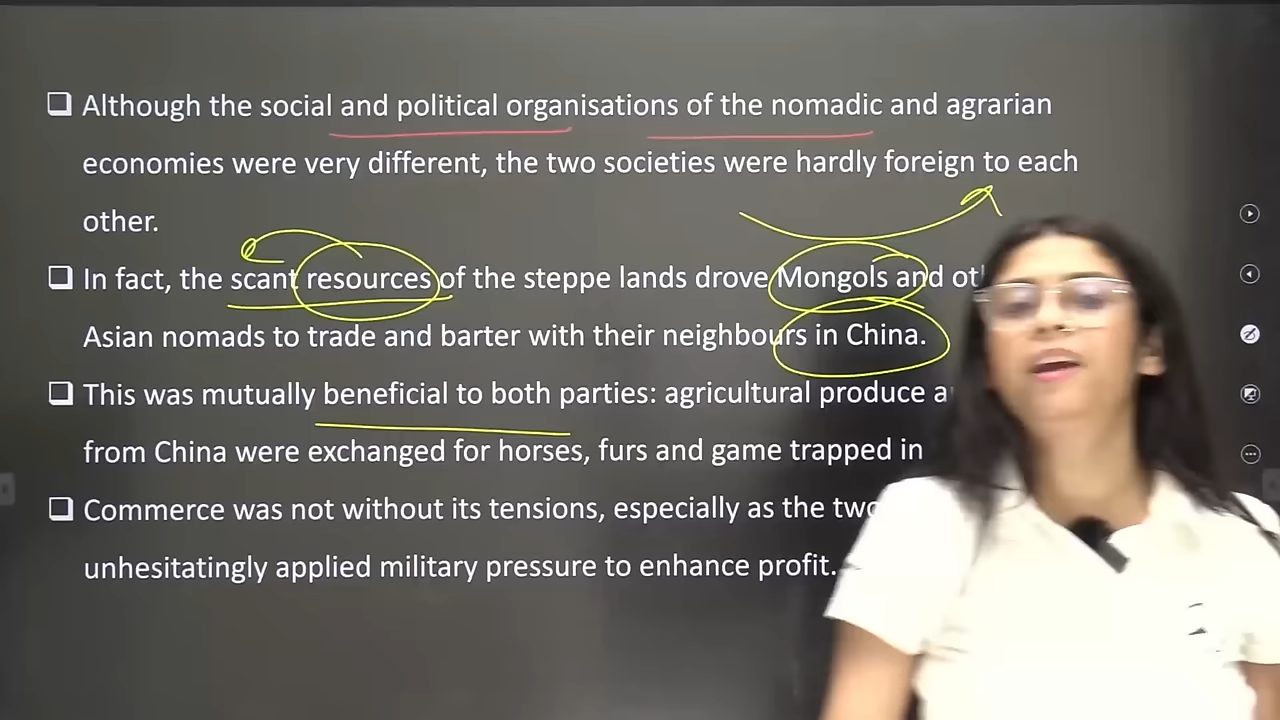 Although the social and political organisations of the nomadic and agrarian
economies were very different, the two societies were hardly foreign to each
other.
In fact, the scant resources of the steppe lands drove Mongols and
Asian nomads to trade and barter with their neighbours in China.
This was mutually beneficial to both parties: agricultural produce
from China were exchanged for horses, furs and game trapped in
Commerce was not without its tensions, especially as the two
unhesitatingly applied military pressure to enhance profit.